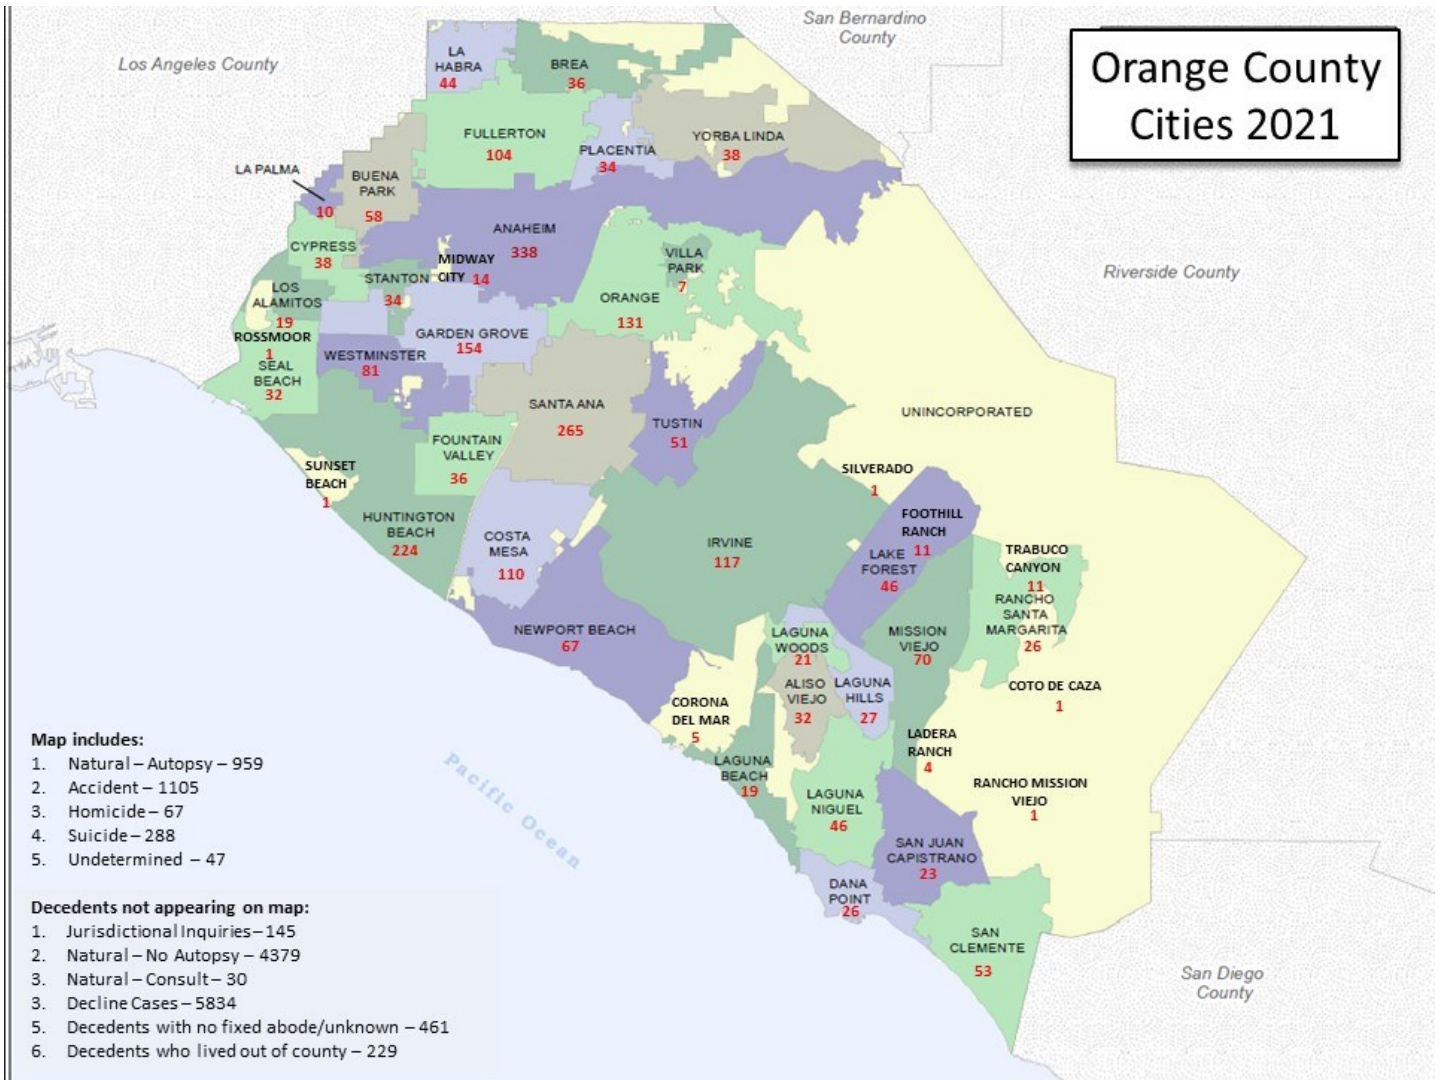 Orange County
Cities 2021
San Bernardino
County
Los Angeles County
LA
HABRA
44
BREA
36
FULLERTON
104
PLACENTIA
34
YORBA LINDA
38
LA PALMA
10
BUENA
PARK
58
ANAHEIM
338
CYPRESS
38
MIDWAY
CITY 14
STANTON
34
VILLA
PARK
7
Riverside County
LOS
ALAMITOS
19
ORANGE
131
ROSSMOOR
1
GARDEN GROVE
154
WESTMINSTER
81
SEAL
BEACH
32
SANTA ANA
265
TUSTIN
51
UNINCORPORATED
FOUNTAIN
VALLEY
36
SUNSET
BEACH
1
SILVERADO
1
HUNTINGTON
BEACH
224
COSTA
MESA
110
IRVINE
117
FOOTHILL
RANCH
11
LAKE
FOREST
46
TRABUCO
CANYON
11
RANCHO
SANTA
MARGARITA
26
NEWPORT BEACH
67
LAGUNA
WOODS
21
MISSION
VIEJO
70
ALISO
VIEJO
32
LAGUNA
HILLS
27
COTO DE CAZA
1
CORONA
DEL MAR
5
LADERA
RANCH
4
LAGUNA
BEACH
19
RANCHO MISSION
VIEJO
1
LAGUNA
NIGUEL
46
SAN JUAN
CAPISTRANO
23
DANA
POINT
26
SAN
CLEMENTE
53
San Diego
County
Pacific Ocean
Map includes:
1. Natural – Autopsy – 959
2. Accident – 1105
3. Homicide – 67
4. Suicide – 288
5. Undetermined – 47
Decedents not appearing on map:
1. Jurisdictional Inquiries – 145
2. Natural – No Autopsy – 4379
3. Natural – Consult – 30
3. Decline Cases – 5834
5. Decedents with no fixed abode/unknown – 461
6. Decedents who lived out of county – 229